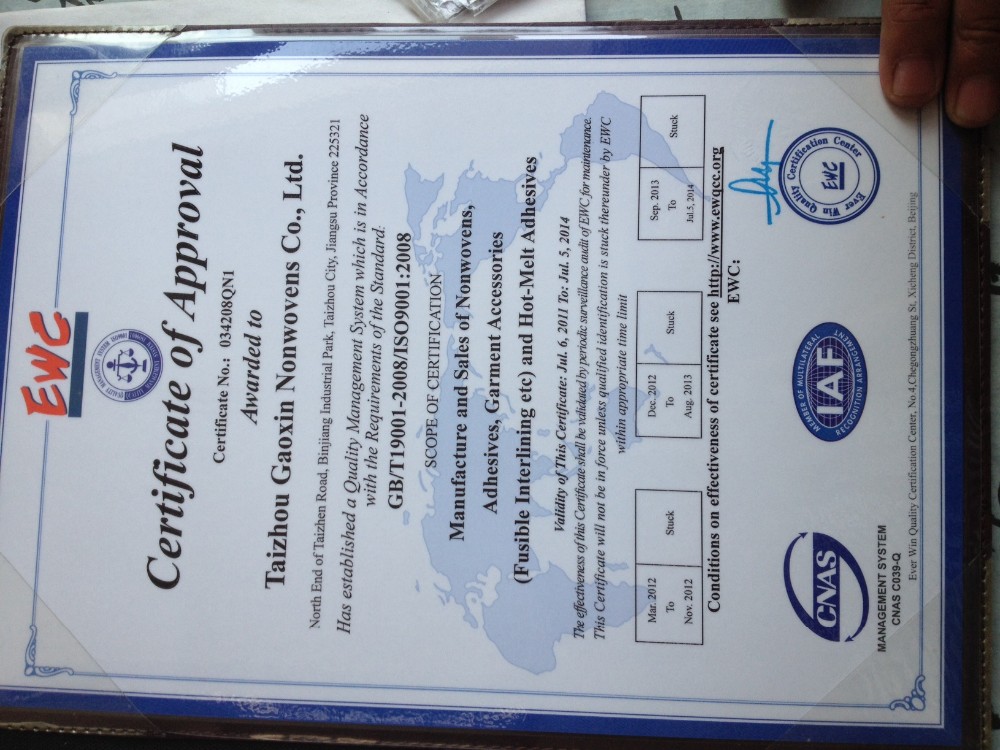 EWC
Certificate of Approval
Certificate No.: 034208QN1
Awarded to
Taizhou Gaoxin Nonwovens Co., Ltd.
North End of Taizhen Road, Binjiang Industrial Park, Taizhou City, Jiangsu Province 225321
Has established a Quality Management System which is in Accordance
with the Requirements of the Standard:
GB/T19001-2008/ISO9001:2008
SCOPE OF CERTIFICATION
Manufacture and Sales of Nonwovens,
Adhesives, Garment Accessories
(Fusible Interlining etc) and Hot-Melt Adhesives
Validity of This Certificate: Jul. 6, 2011 To: Jul. 5, 2014
The effectiveness of this Certificate shall be validated by periodic surveillance audit of EWC for maintenance.
This Certificate will not be in force unless qualified identification is stuck thereunder by EWC
within appropriate time limit
Mar. 2012
To
Nov. 2012
Stuck
Dec. 2012
To
Aug. 2013
Stuck
Sep. 2013
To
Jul.5, 2014
Stuck
Conditions on effectiveness of certificate see http://www.ewqcc.org
EWC:
CNAS
MANAGEMENT SYSTEM
CNAS C039-Q
MEMBER OF MULTILATERAL
IAF
RECOGNITION ARRANGEMENT
Ever Win Quality Certification Center
EWC
Ever Win Quality Certification Center, No.4,Chegongzhuang St, Xicheng District, Beijing